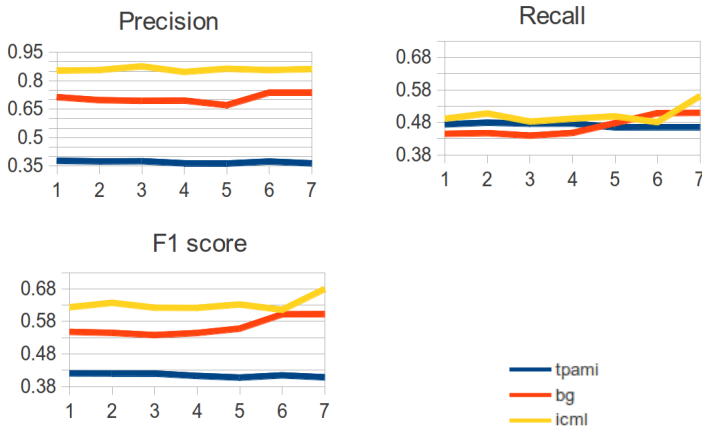 Precision
0.95
0.8
0.65
0.5
0.35
1 2 3 4 5 6 7
Recall
0.68
0.58
0.48
0.38
1 2 3 4 5 6 7
F1 score
0.68
0.58
0.48
0.38
1 2 3 4 5 6 7
tpami
bg
icml